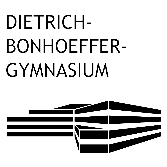 DIETRICH-
BONHOEFFER-
GYMNASIUM